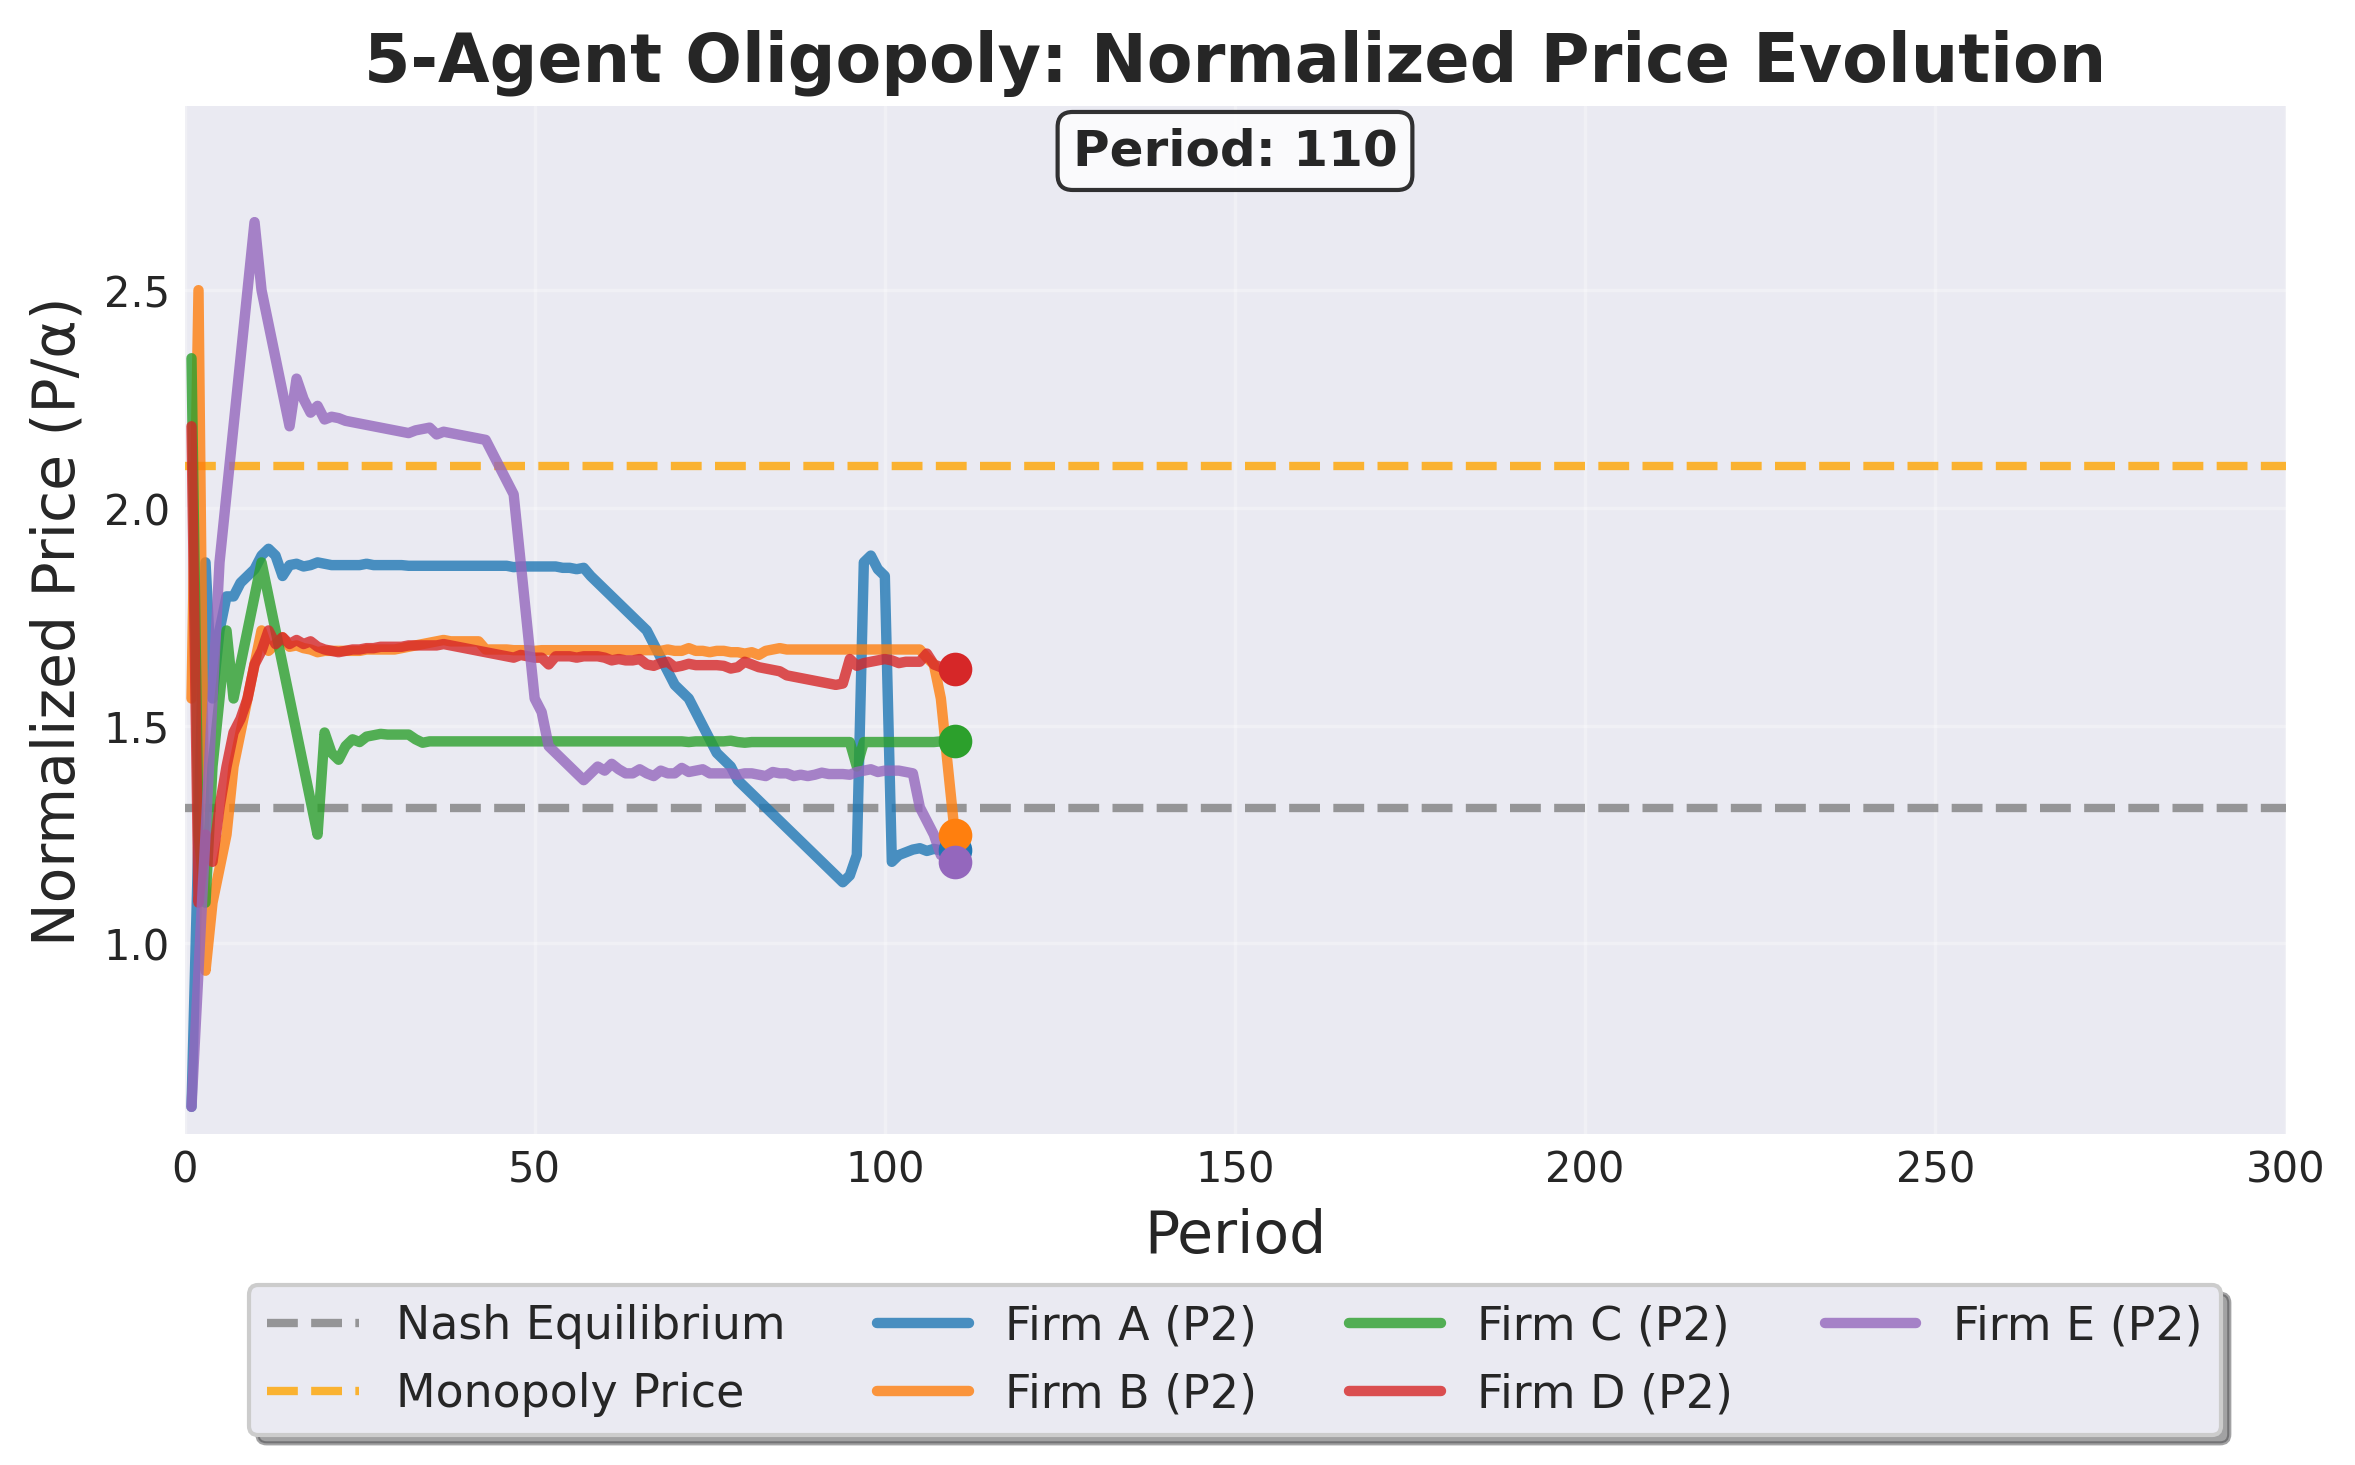 5-Agent Oligopoly: Normalized Price Evolution
Period: 110
Normalized Price (P/α)
2.5
2.0
1.5
1.0
0 50 100 150 200 250 300
Period
Nash Equilibrium
Monopoly Price
Firm A (P2)
Firm B (P2)
Firm C (P2)
Firm D (P2)
Firm E (P2)